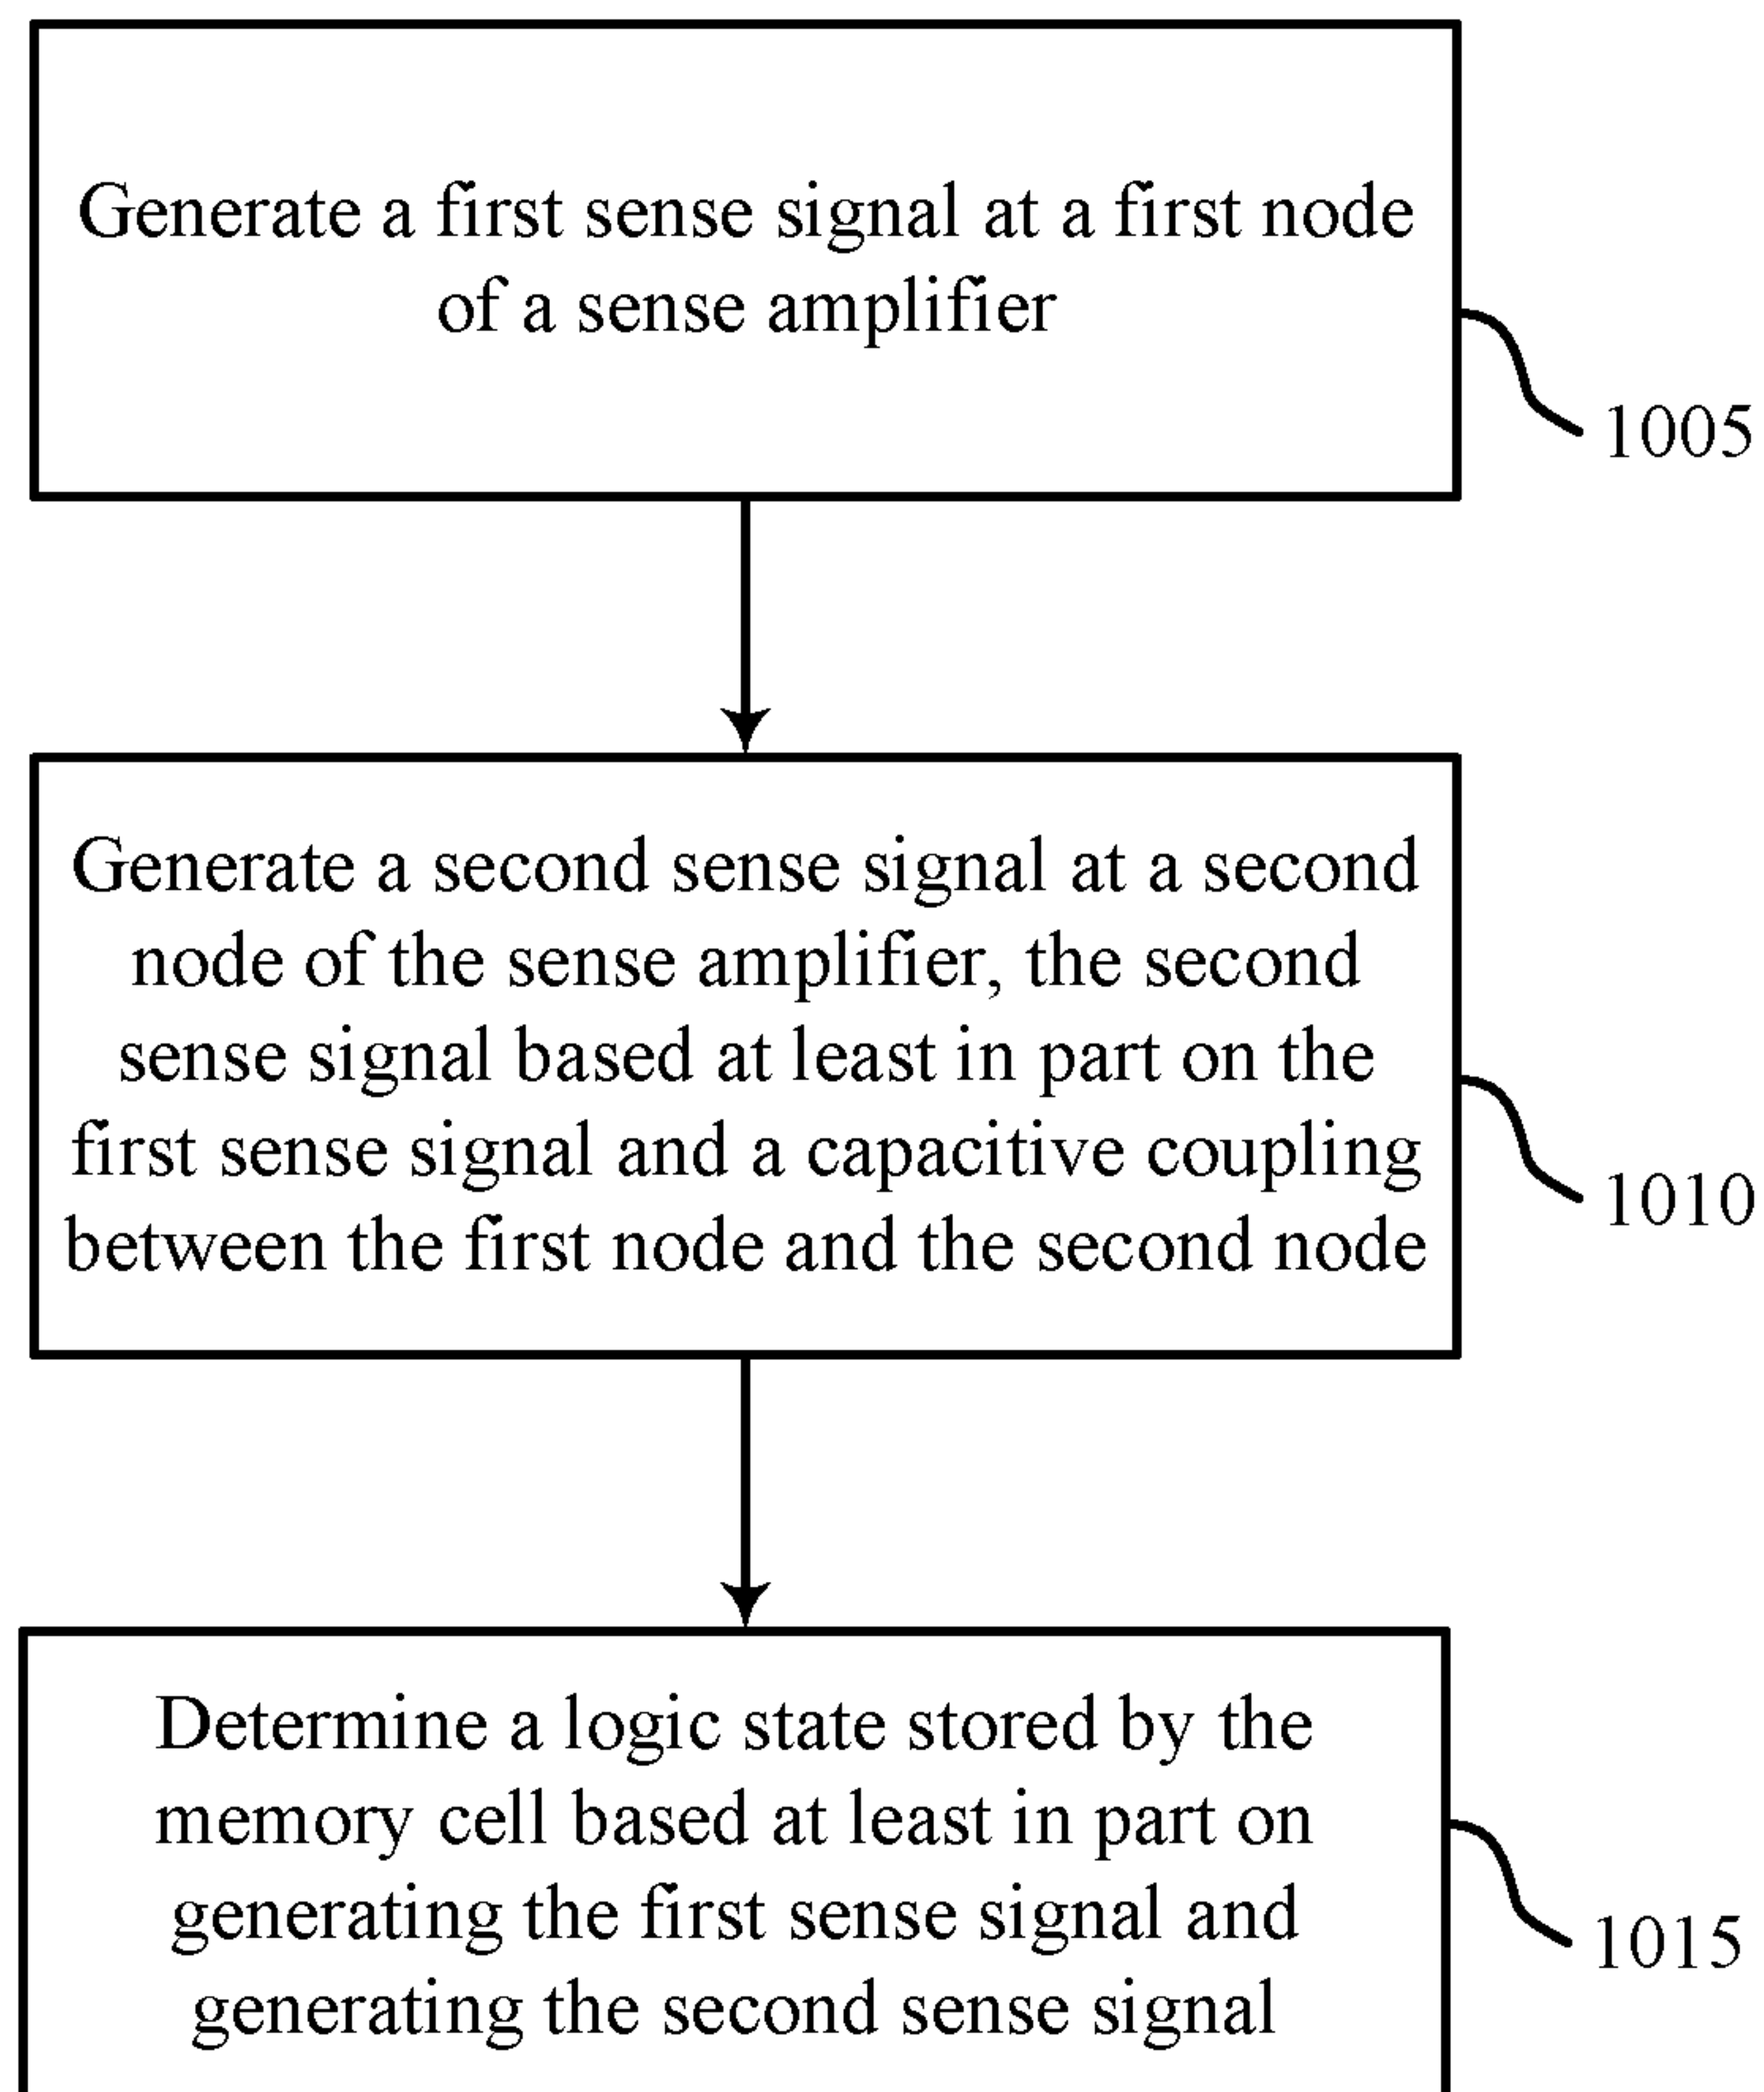 Generate a first sense signal at a first node
of a sense amplifier
1005
Generate a second sense signal at a second
node of the sense amplifier, the second
sense signal based at least in part on the
first sense signal and a capacitive coupling
between the first node and the second node
1010
Determine a logic state stored by the
memory cell based at least in part on
generating the first sense signal and
generating the second sense signal
1015